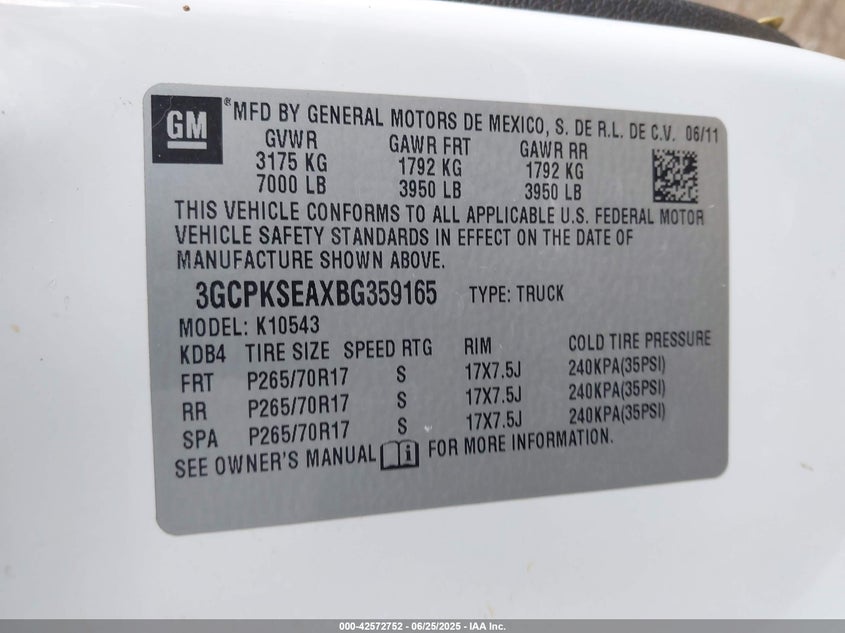 GM ® MFD BY GENERAL MOTORS DE MEXICO, S. DE R.L. DE C.V. 06/11
GVWR GAWR FRT GAWR RR
3175 KG 1792 KG 1792 KG
7000 LB 3950 LB 3950 LB
THIS VEHICLE CONFORMS TO ALL APPLICABLE U.S. FEDERAL MOTOR
VEHICLE SAFETY STANDARDS IN EFFECT ON THE DATE OF
MANUFACTURE SHOWN ABOVE.
3GCPKSEAXBG359165 TYPE: TRUCK
MODEL: K10543
KDB4 TIRE SIZE SPEED RTG RIM COLD TIRE PRESSURE
FRT P265/70R17 S 17X7.5J 240KPA(35PSI)
RR P265/70R17 S 17X7.5J 240KPA(35PSI)
SPA P265/70R17 S 17X7.5J 240KPA(35PSI)
SEE OWNER'S MANUAL i FOR MORE INFORMATION.
000-42572752 | 06/25/2025 - IAA Inc.